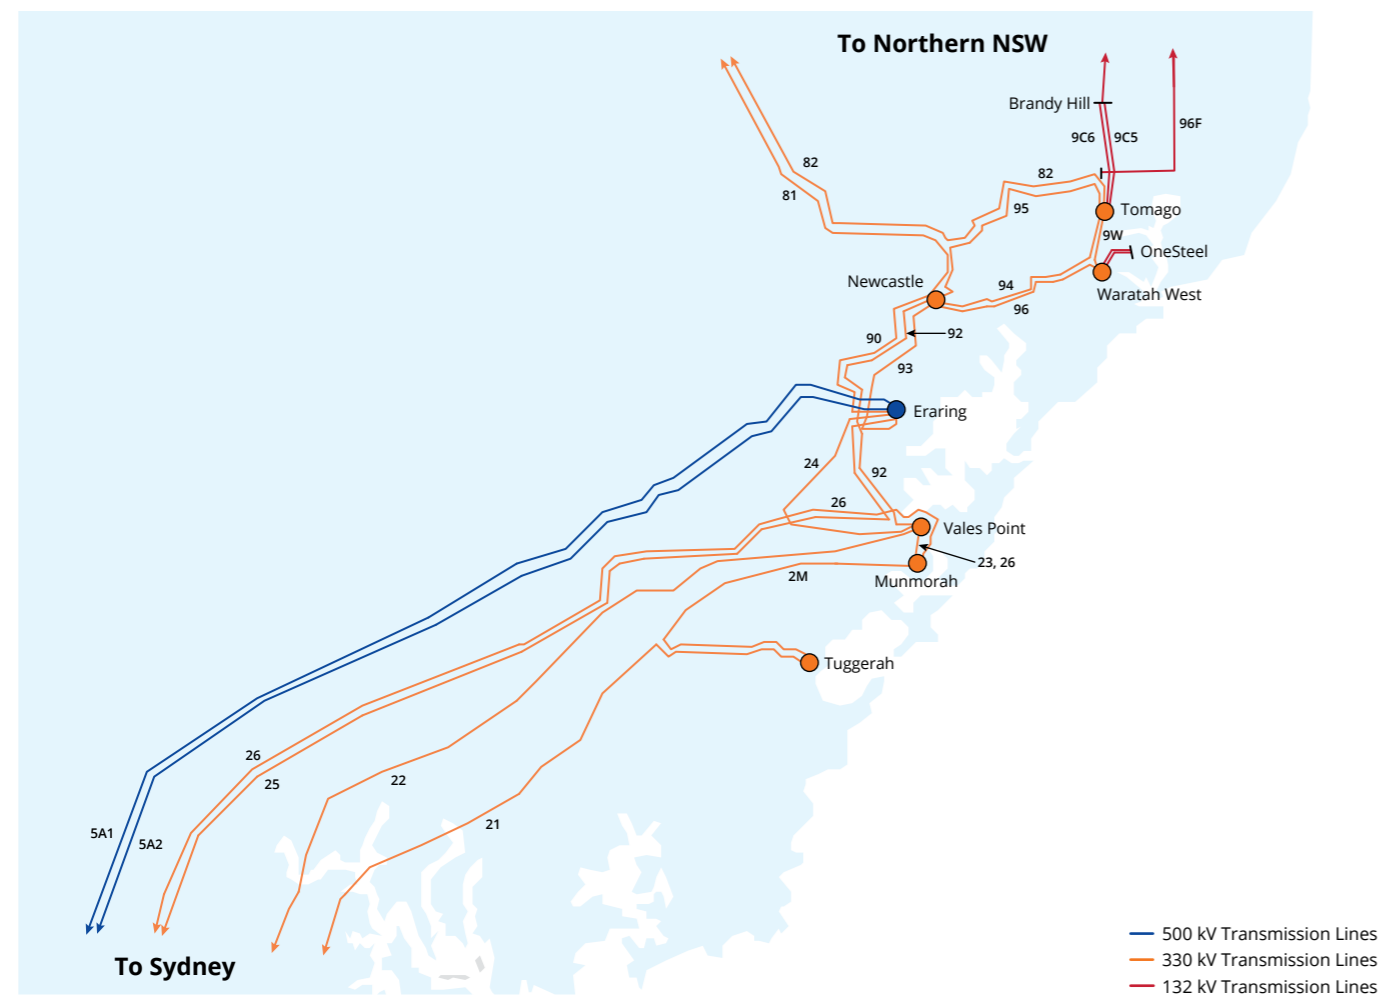 To Northern NSW
Brandy Hill
9C6
9C5
96F
82
81
82
95
Tomago
9W
OneSteel
Waratah West
Newcastle
94
96
90
92
93
Eraring
24
92
26
Vales Point
23, 26
2M
Munmorah
Tuggerah
26
25
22
21
5A1
5A2
To Sydney
500 kV Transmission Lines
330 kV Transmission Lines
132 kV Transmission Lines